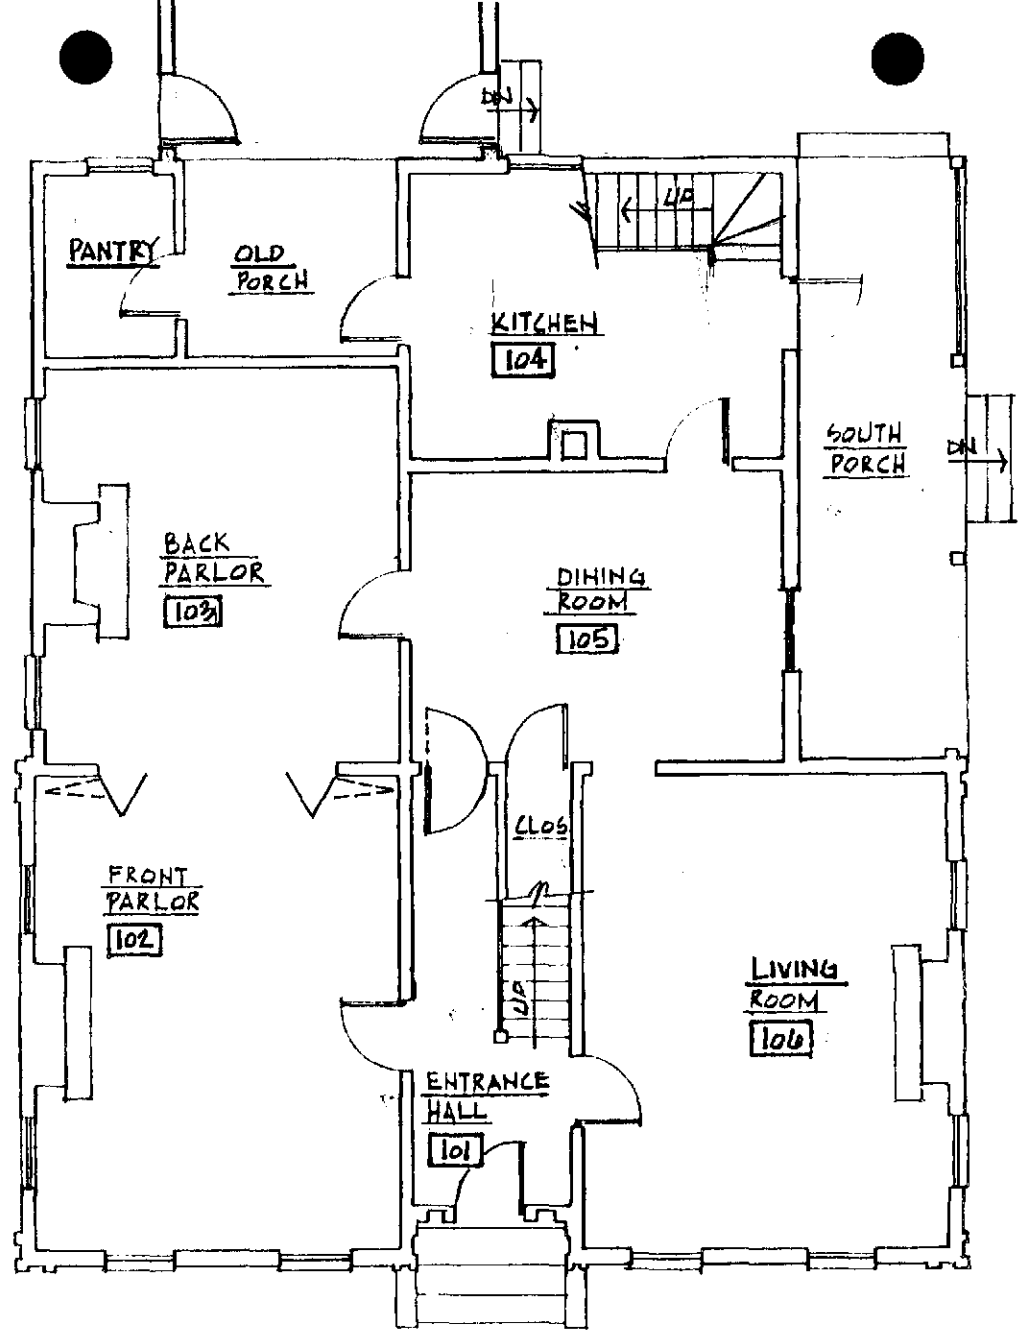 DN
UP
PANTRY
OLD
PORCH
KITCHEN
104
SOUTH
PORCH
DN
BACK
PARLOR
103
DINING
ROOM
105
CLOS
FRONT
PARLOR
102
UP
LIVING
ROOM
106
ENTRANCE
HALL
101